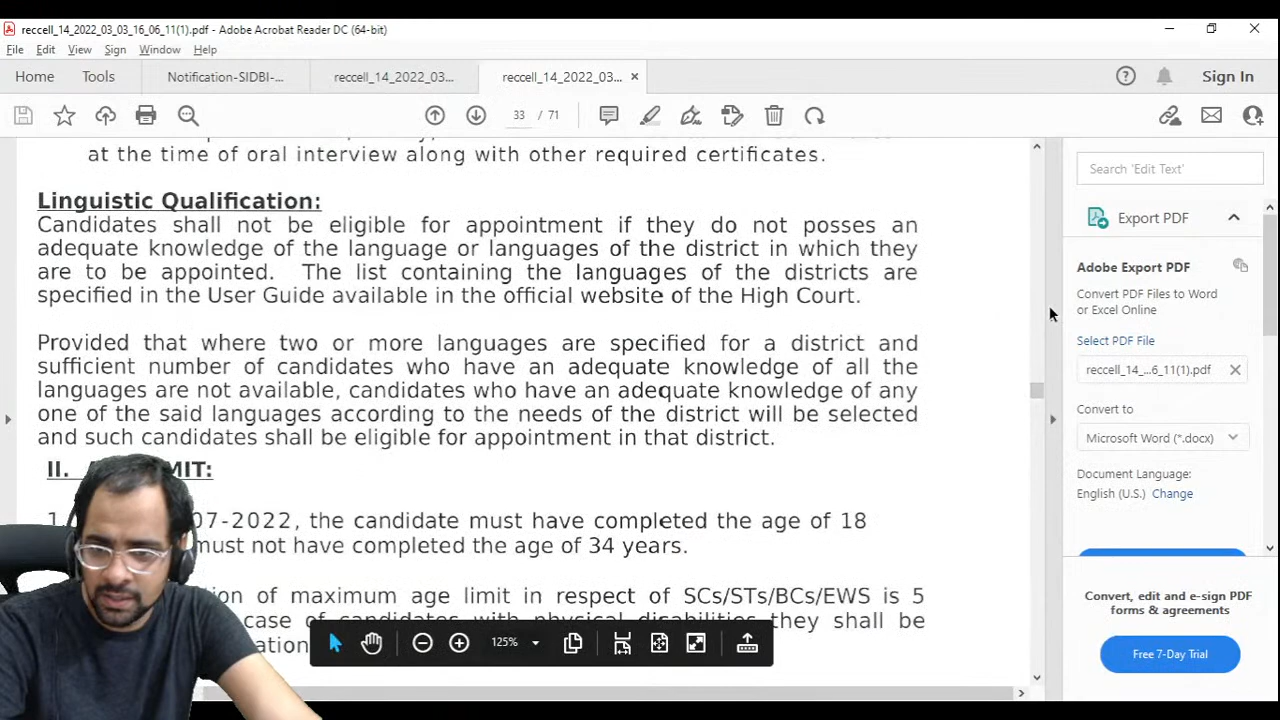 reccell_14_2022_03_03_16_06_11(1).pdf - Adobe Acrobat Reader DC (64-bit)
File Edit View Sign Window Help
Home Tools Notification-SIDBI-... reccell_14_2022_03... reccell_14_2022_03... ×
Sign In
33 / 71
Search 'Edit Text'
at the time of oral interview along with other required certificates.
Linguistic Qualification:
Candidates shall not be eligible for appointment if they do not posses an
adequate knowledge of the language or languages of the district in which they
are to be appointed. The list containing the languages of the districts are
specified in the User Guide available in the official website of the High Court.
Provided that where two or more languages are specified for a district and
sufficient number of candidates who have an adequate knowledge of all the
languages are not available, candidates who have an adequate knowledge of any
one of the said languages according to the needs of the district will be selected
and such candidates shall be eligible for appointment in that district.
II. MIT:
1 07-2022, the candidate must have completed the age of 18
must not have completed the age of 34 years.
of maximum age limit in respect of SCs/STs/BCs/EWS is 5
case of candidates with physical disabilities they shall be
125%
Export PDF
Adobe Export PDF
Convert PDF Files to Word
or Excel Online
Select PDF File
reccell_14_...6_11(1).pdf
Convert to
Microsoft Word (*.docx)
Document Language:
English (U.S.) Change
Convert, edit and e-sign PDF
forms & agreements
Free 7-Day Trial